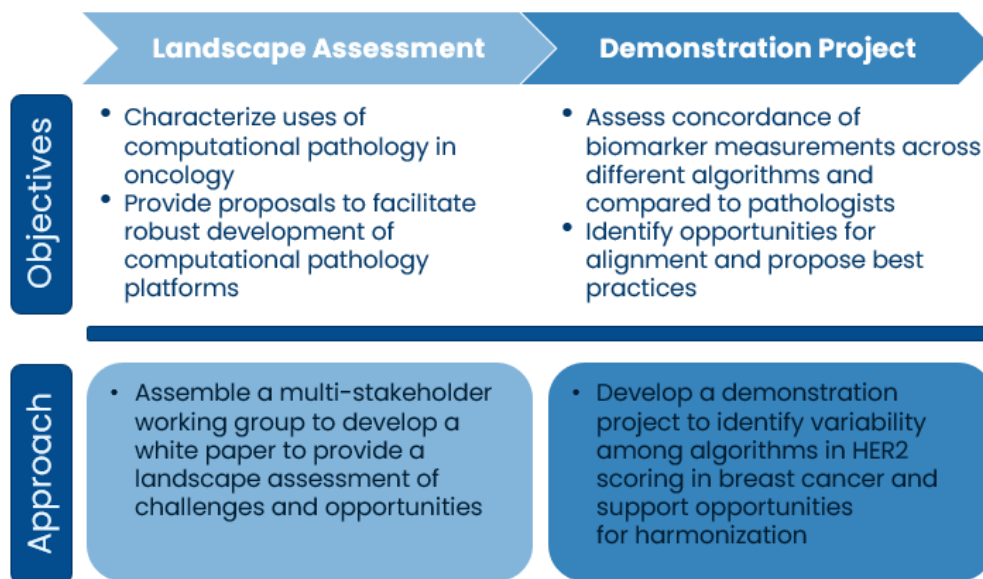 Landscape Assessment
Demonstration Project
Objectives
• Characterize uses of
computational pathology in
oncology
• Provide proposals to facilitate
robust development of
computational pathology
platforms
• Assess concordance of
biomarker measurements across
different algorithms and
compared to pathologists
• Identify opportunities for
alignment and propose best
practices
Approach
• Assemble a multi-stakeholder
working group to develop a
white paper to provide a
landscape assessment of
challenges and opportunities
• Develop a demonstration
project to identify variability
among algorithms in HER2
scoring in breast cancer and
support opportunities
for harmonization